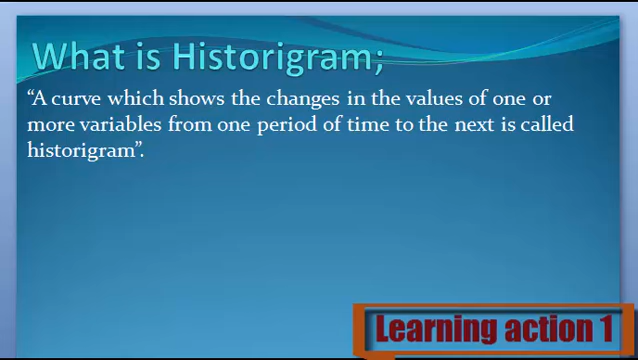 What is Historigram;
“A curve which shows the changes in the values of one or
more variables from one period of time to the next is called
historigram”.
Learning action 1